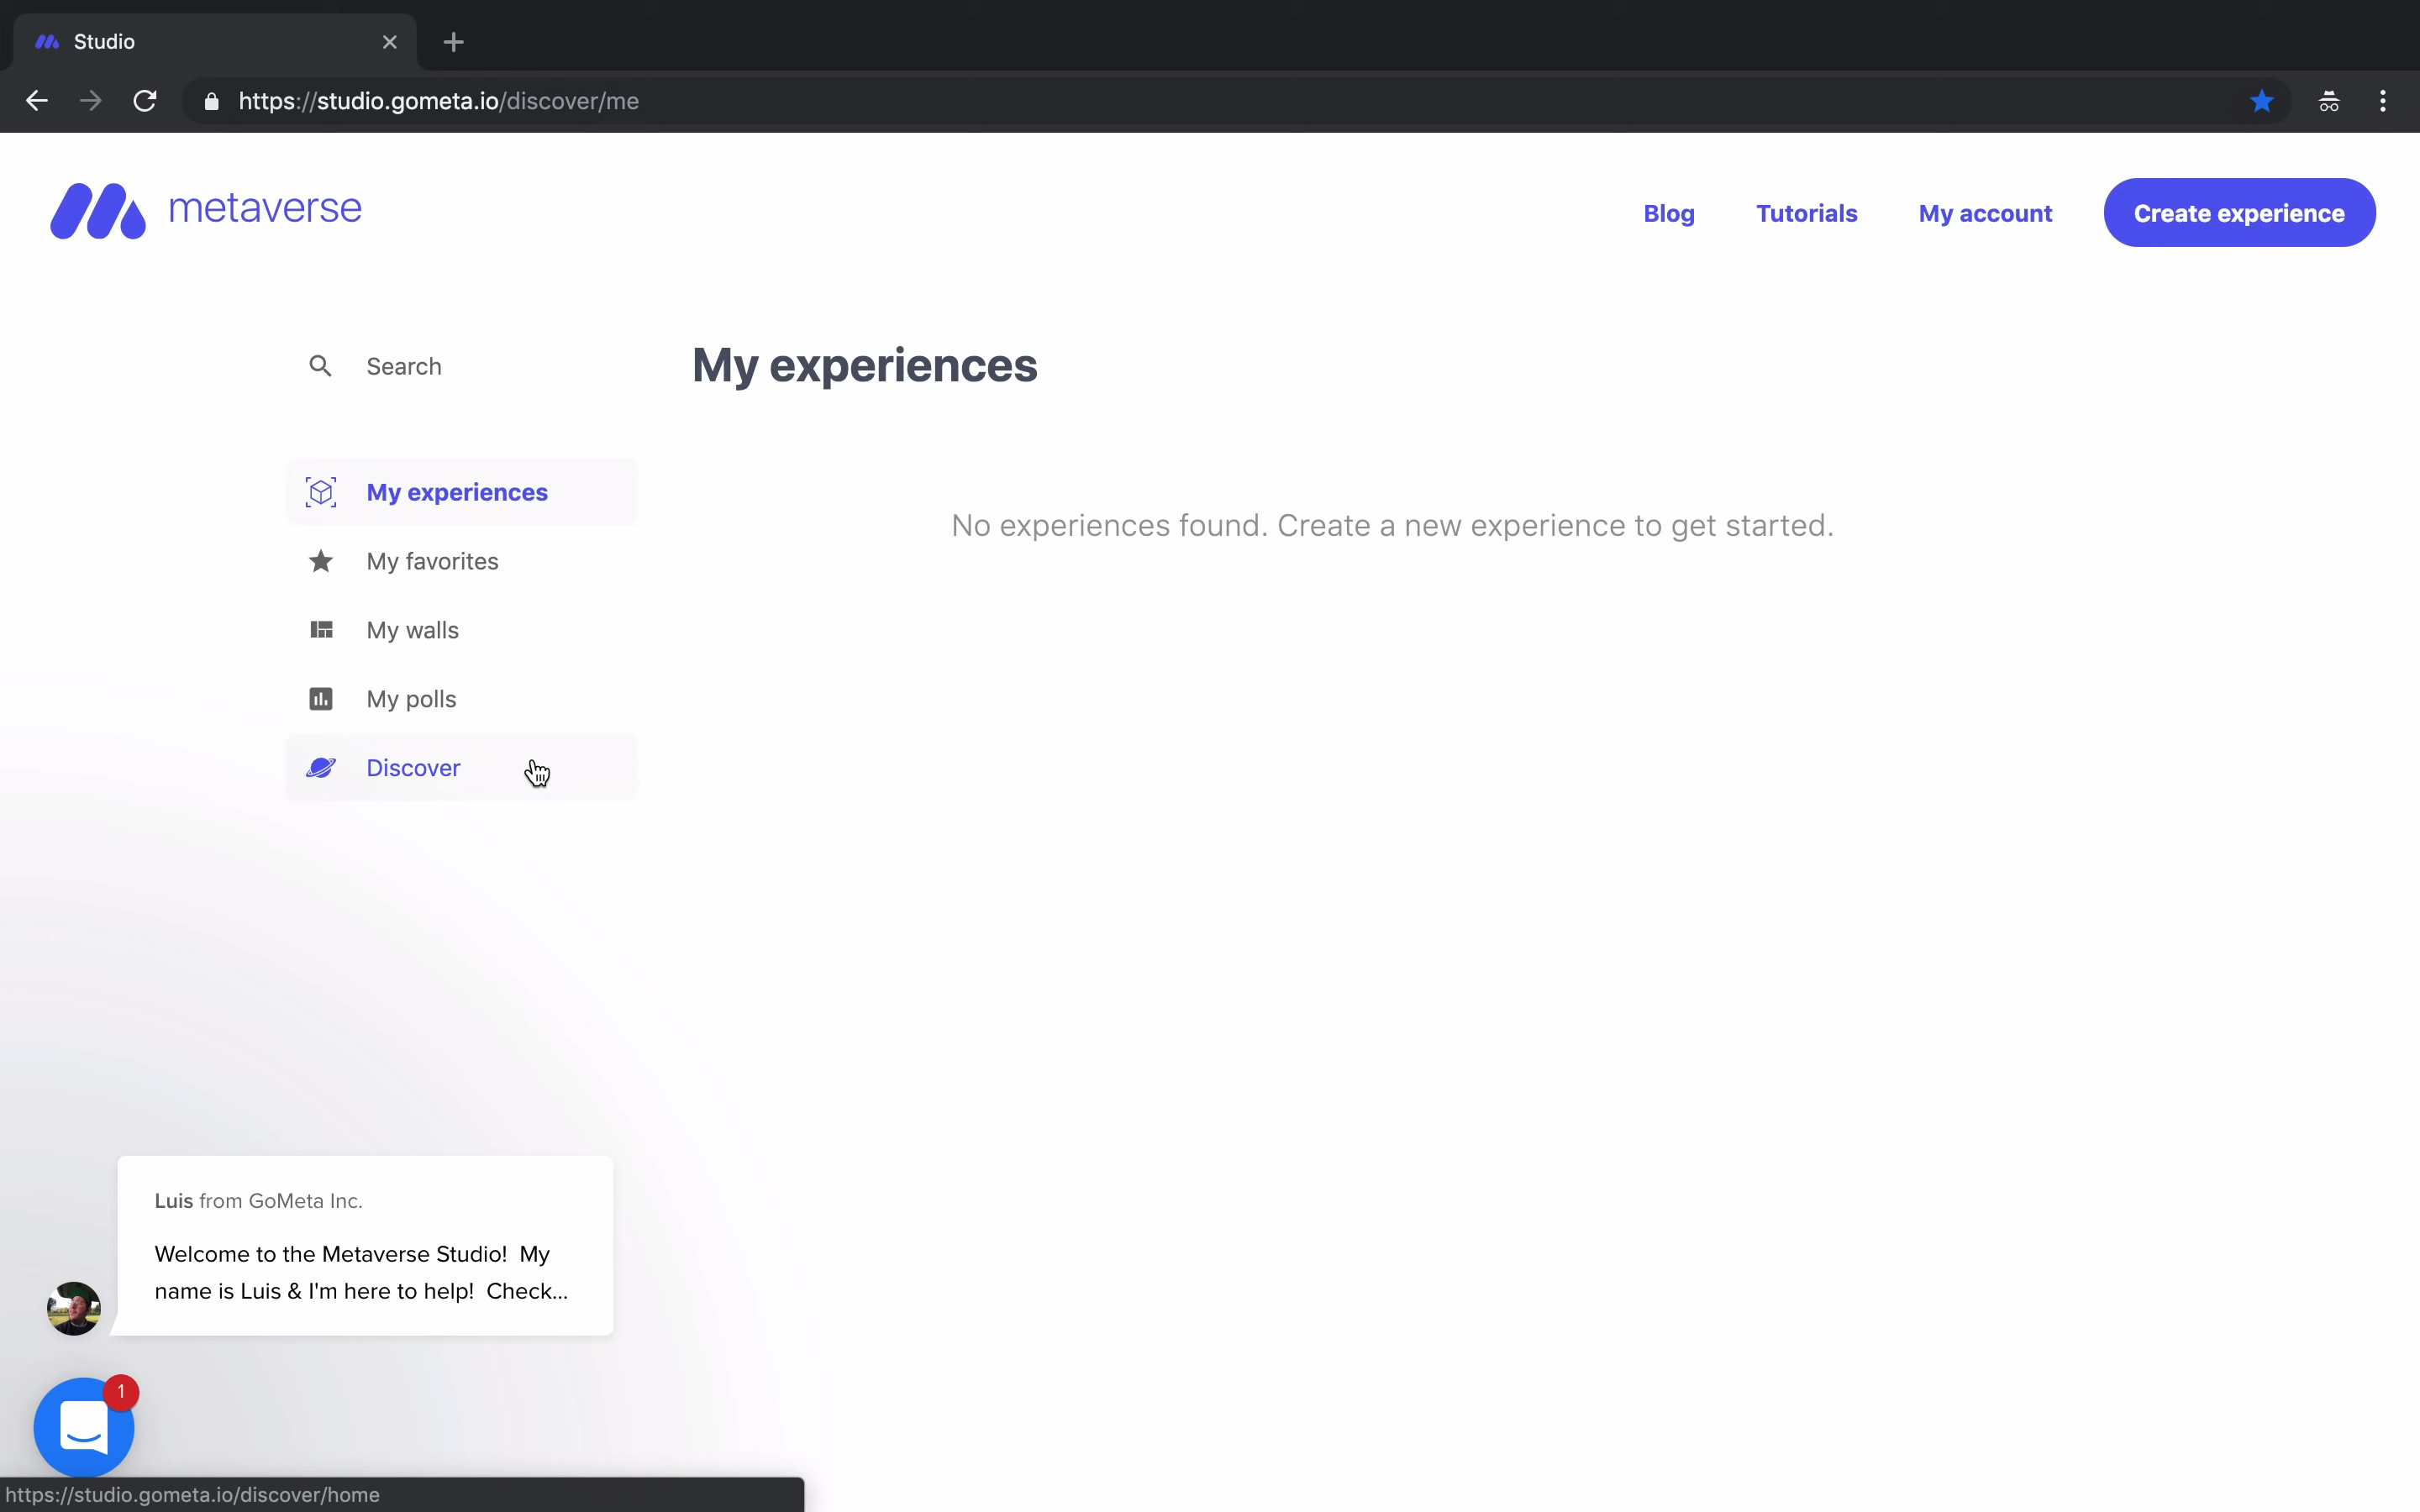 Studio
https://studio.gometa.io/discover/me
metaverse
Blog
Tutorials
My account
Create experience
Search
My experiences
My experiences
No experiences found. Create a new experience to get started.
My favorites
My walls
My polls
Discover
Luis from GoMeta Inc.
Welcome to the Metaverse Studio! My
name is Luis & I'm here to help! Check...
1
https://studio.gometa.io/discover/home